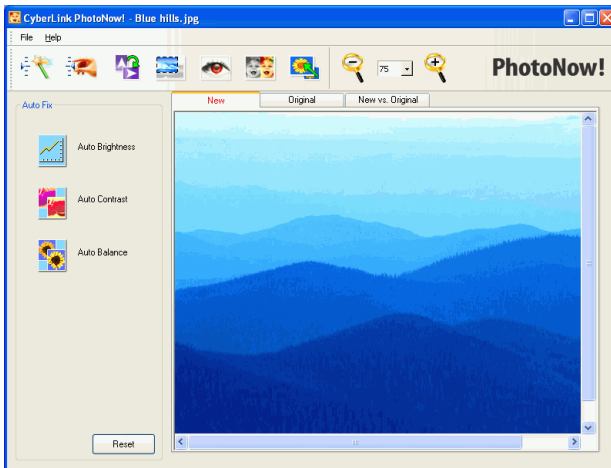 CyberLink PhotoNow! - Blue hills.jpg
File Help
75
PhotoNow!
Auto Fix
New Original New vs. Original
Auto Brightness
Auto Contrast
Auto Balance
Reset